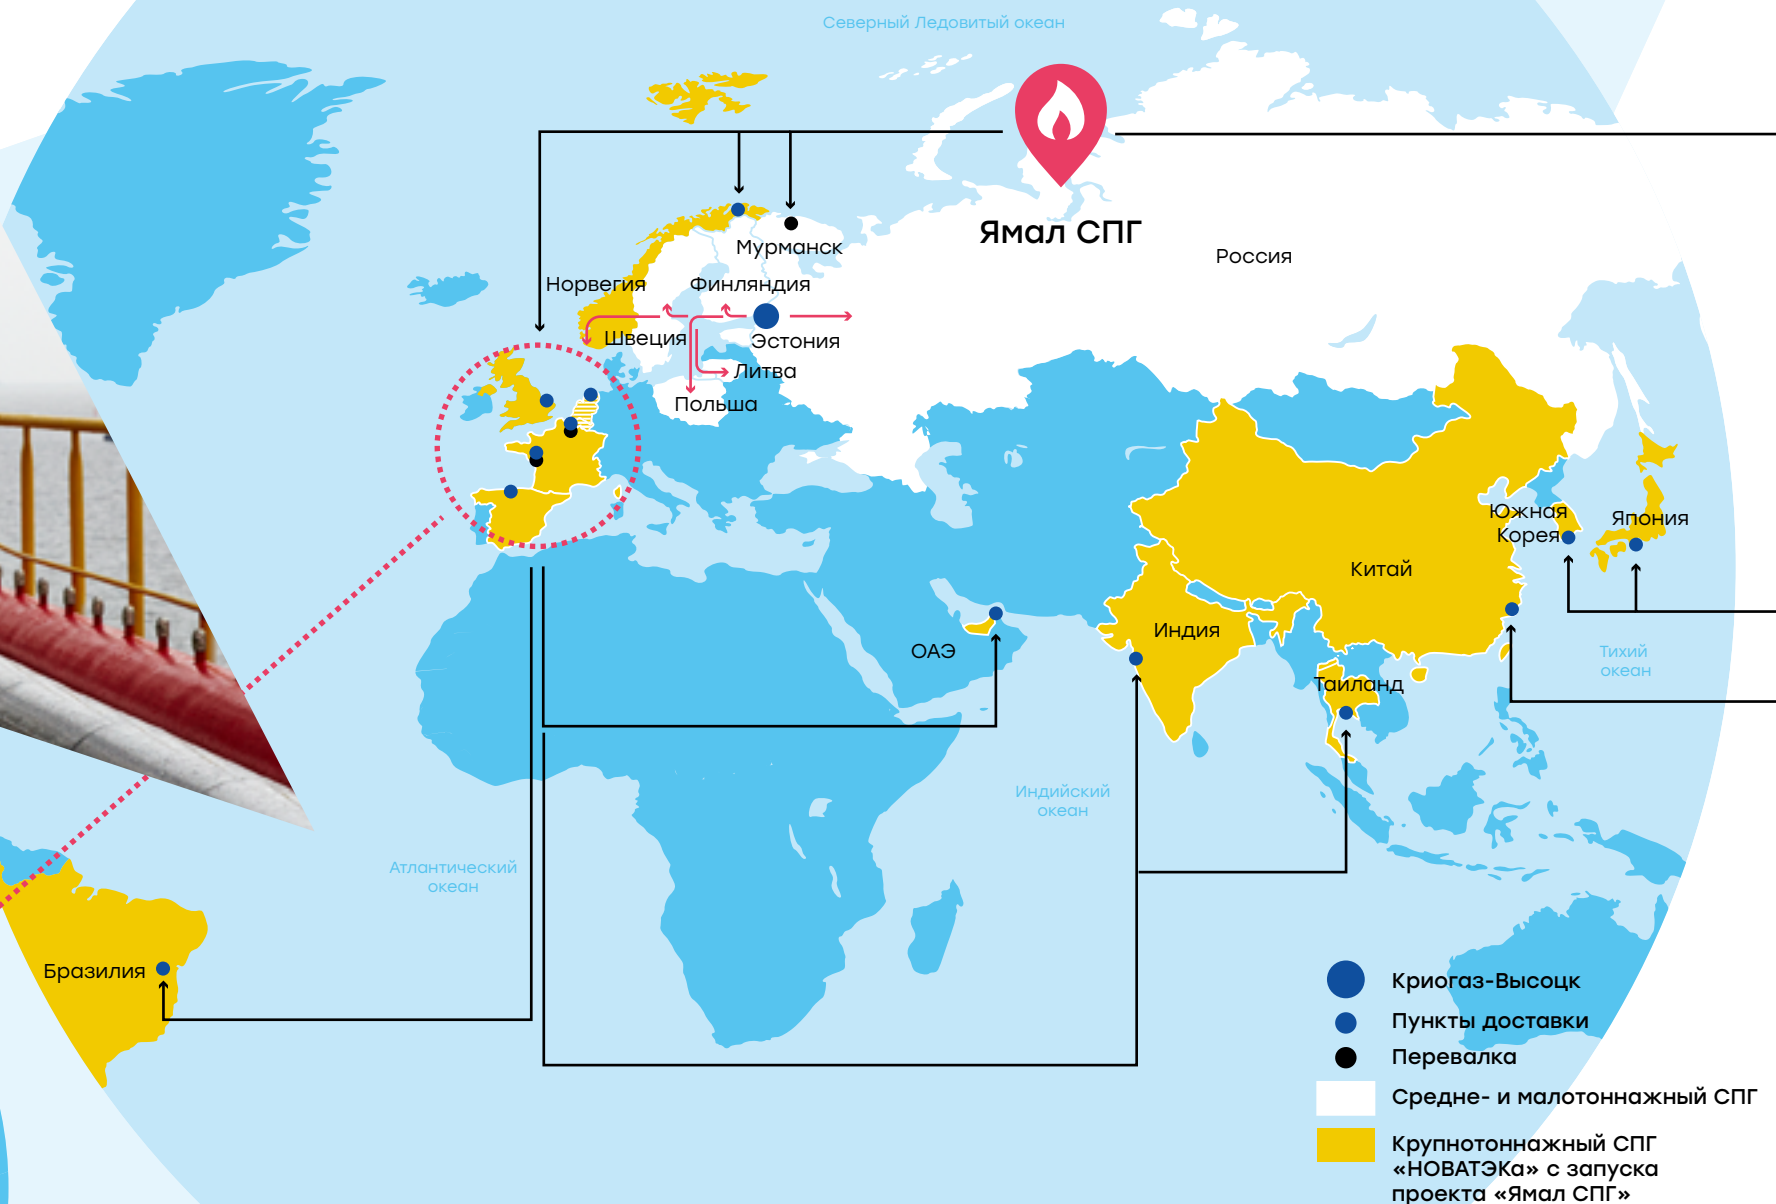 Северный Ледовитый океан
Ямал СПГ
Россия
Мурманск
Норвегия
Финляндия
Швеция
Эстония
Литва
Польша
Южная
Корея
Япония
Китай
Индия
ОАЭ
Тихий
океан
Таиланд
Индийский
океан
Атлантический
океан
Бразилия
Криогаз-Высоцк
Пункты доставки
Перевалка
Средне- и малотоннажный СПГ
Крупнотоннажный СПГ
«НОВАТЭКа» с запуска
проекта «Ямал СПГ»